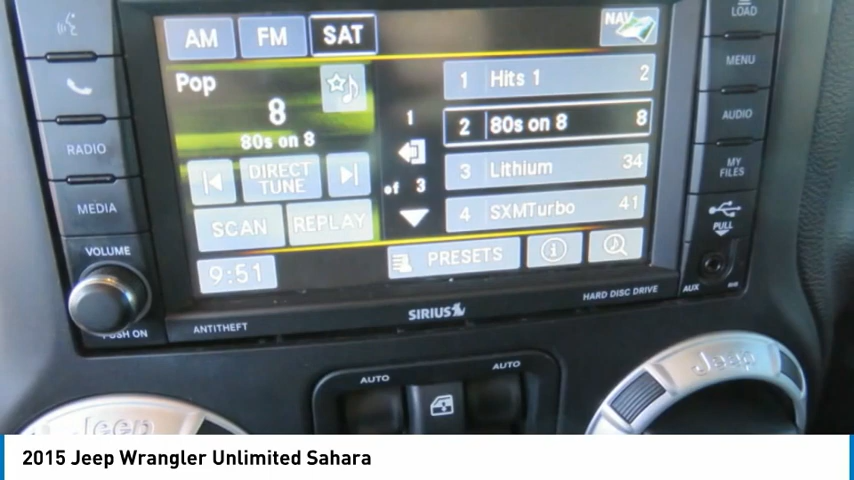 AM FM SAT NAV
LOAD
MENU
AUDIO
MY
FILES
PULL
AUX
RADIO
MEDIA
VOLUME
PUSH ON
ANTITHEFT
Pop
8
80s on 8
DIRECT
TUNE
SCAN REPLAY
9:51
1
of 3
1 Hits 1 2
2 80s on 8 8
3 Lithium 34
4 SXMTurbo 41
PRESETS
SIRIUS
HARD DISC DRIVE
AUTO AUTO
Jeep
Jeep
2015 Jeep Wrangler Unlimited Sahara